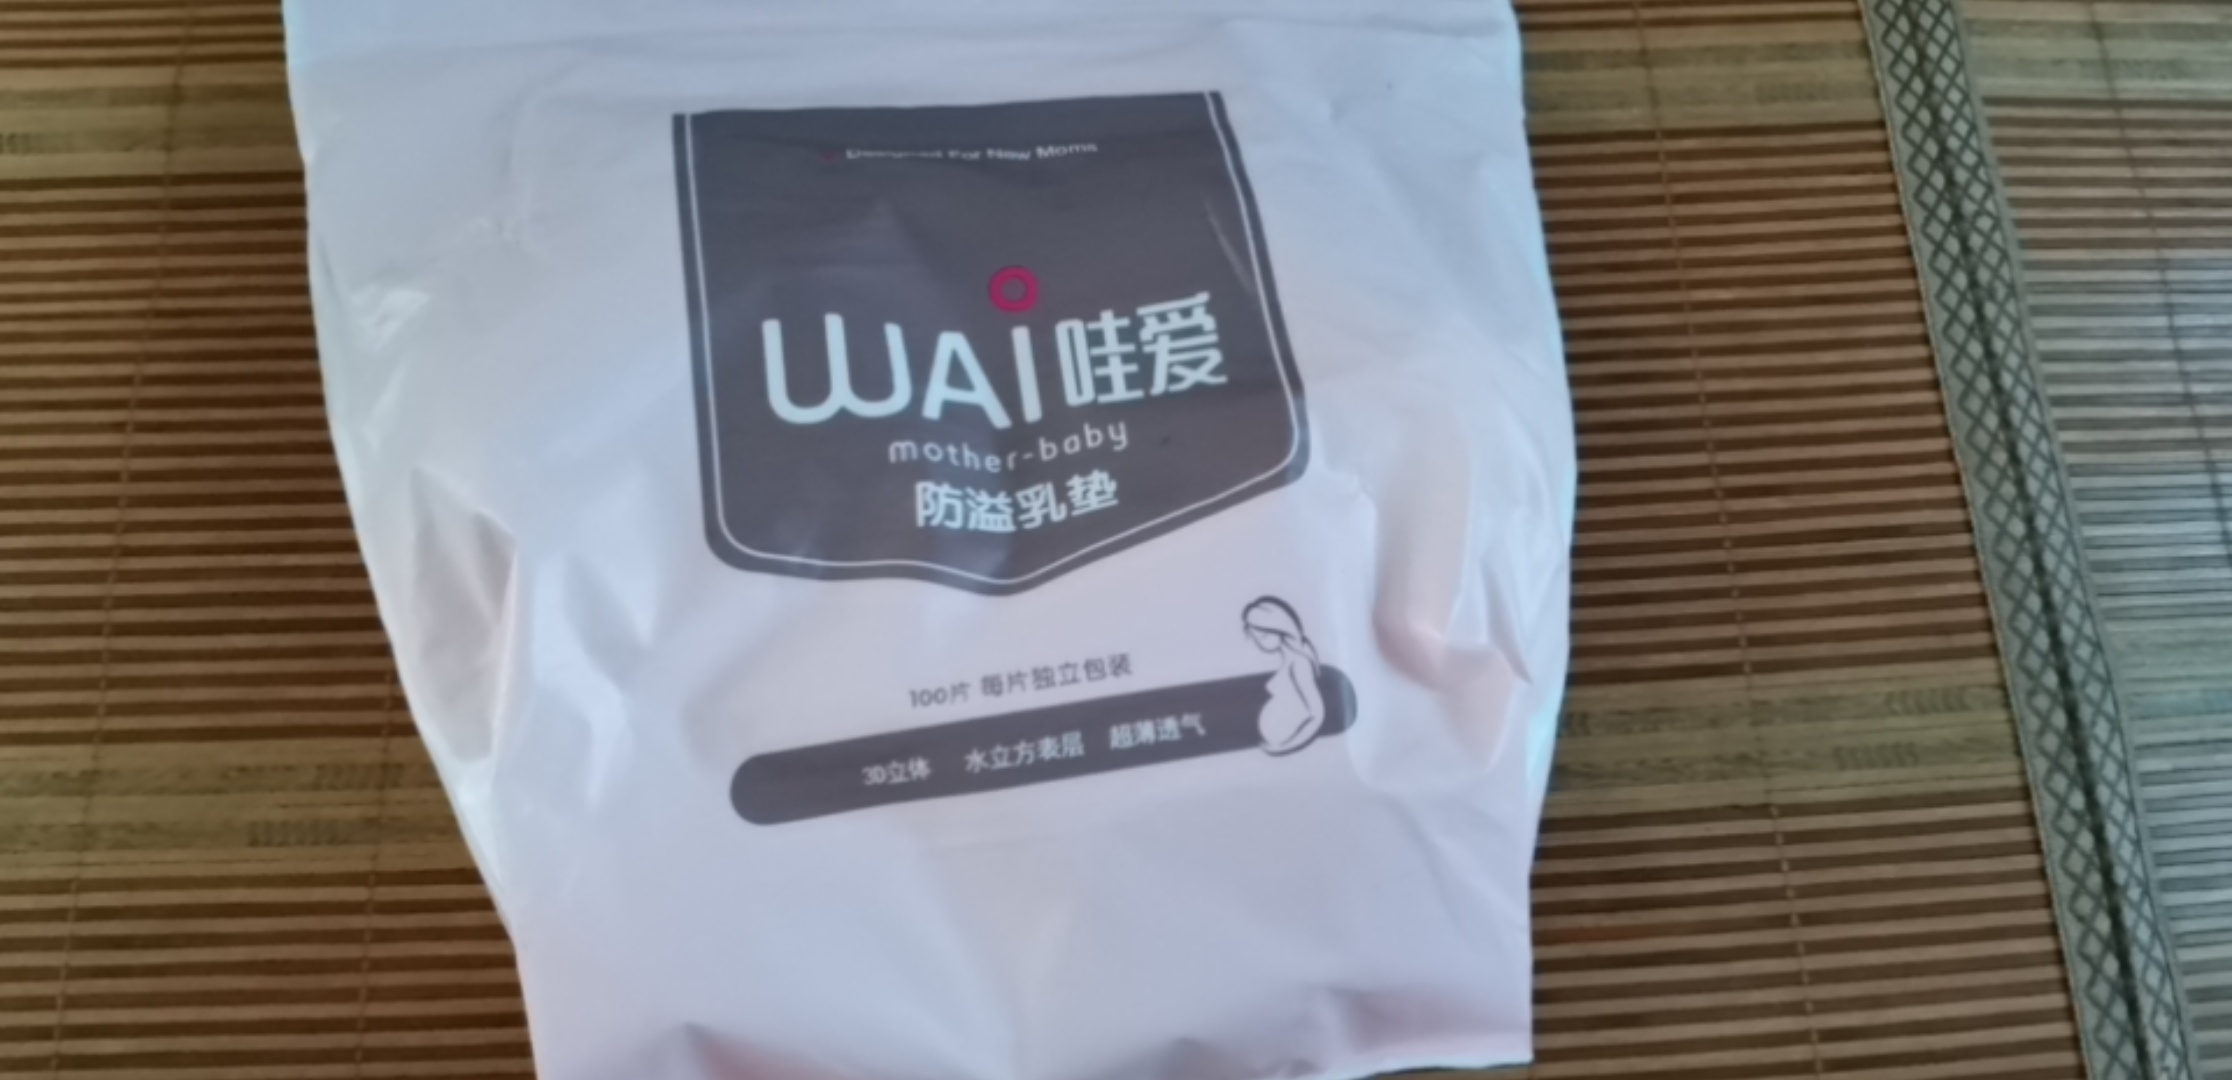 Designed For New Moms
WAi哇爱
mother-baby
防溢乳垫
100片 每片独立包装
3D立体 水立方表层 超薄透气